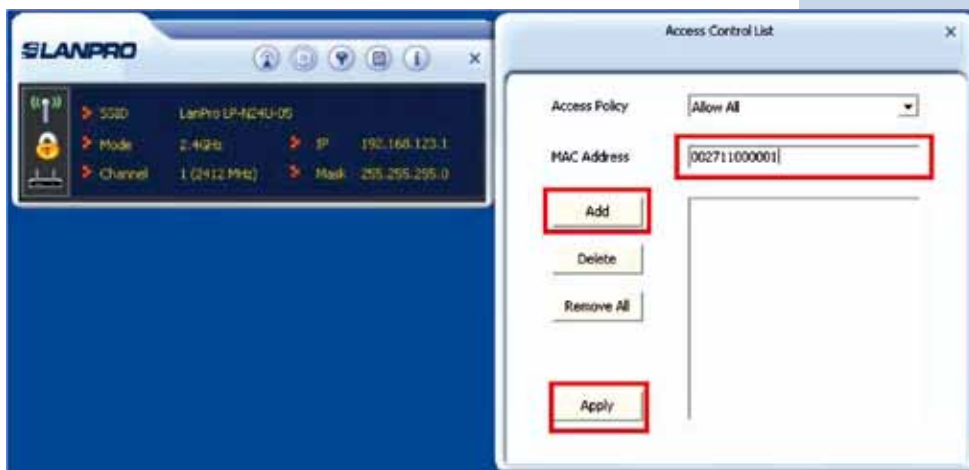 LANPRO
SSID LanPro LP-N24U-05
Mode 2.4GHz IP 192.168.123.1
Channel 1 (2412 MHz) Mask 255.255.255.0
Access Control List
Access Policy Allow All
MAC Address 002711000001
Add
Delete
Remove All
Apply